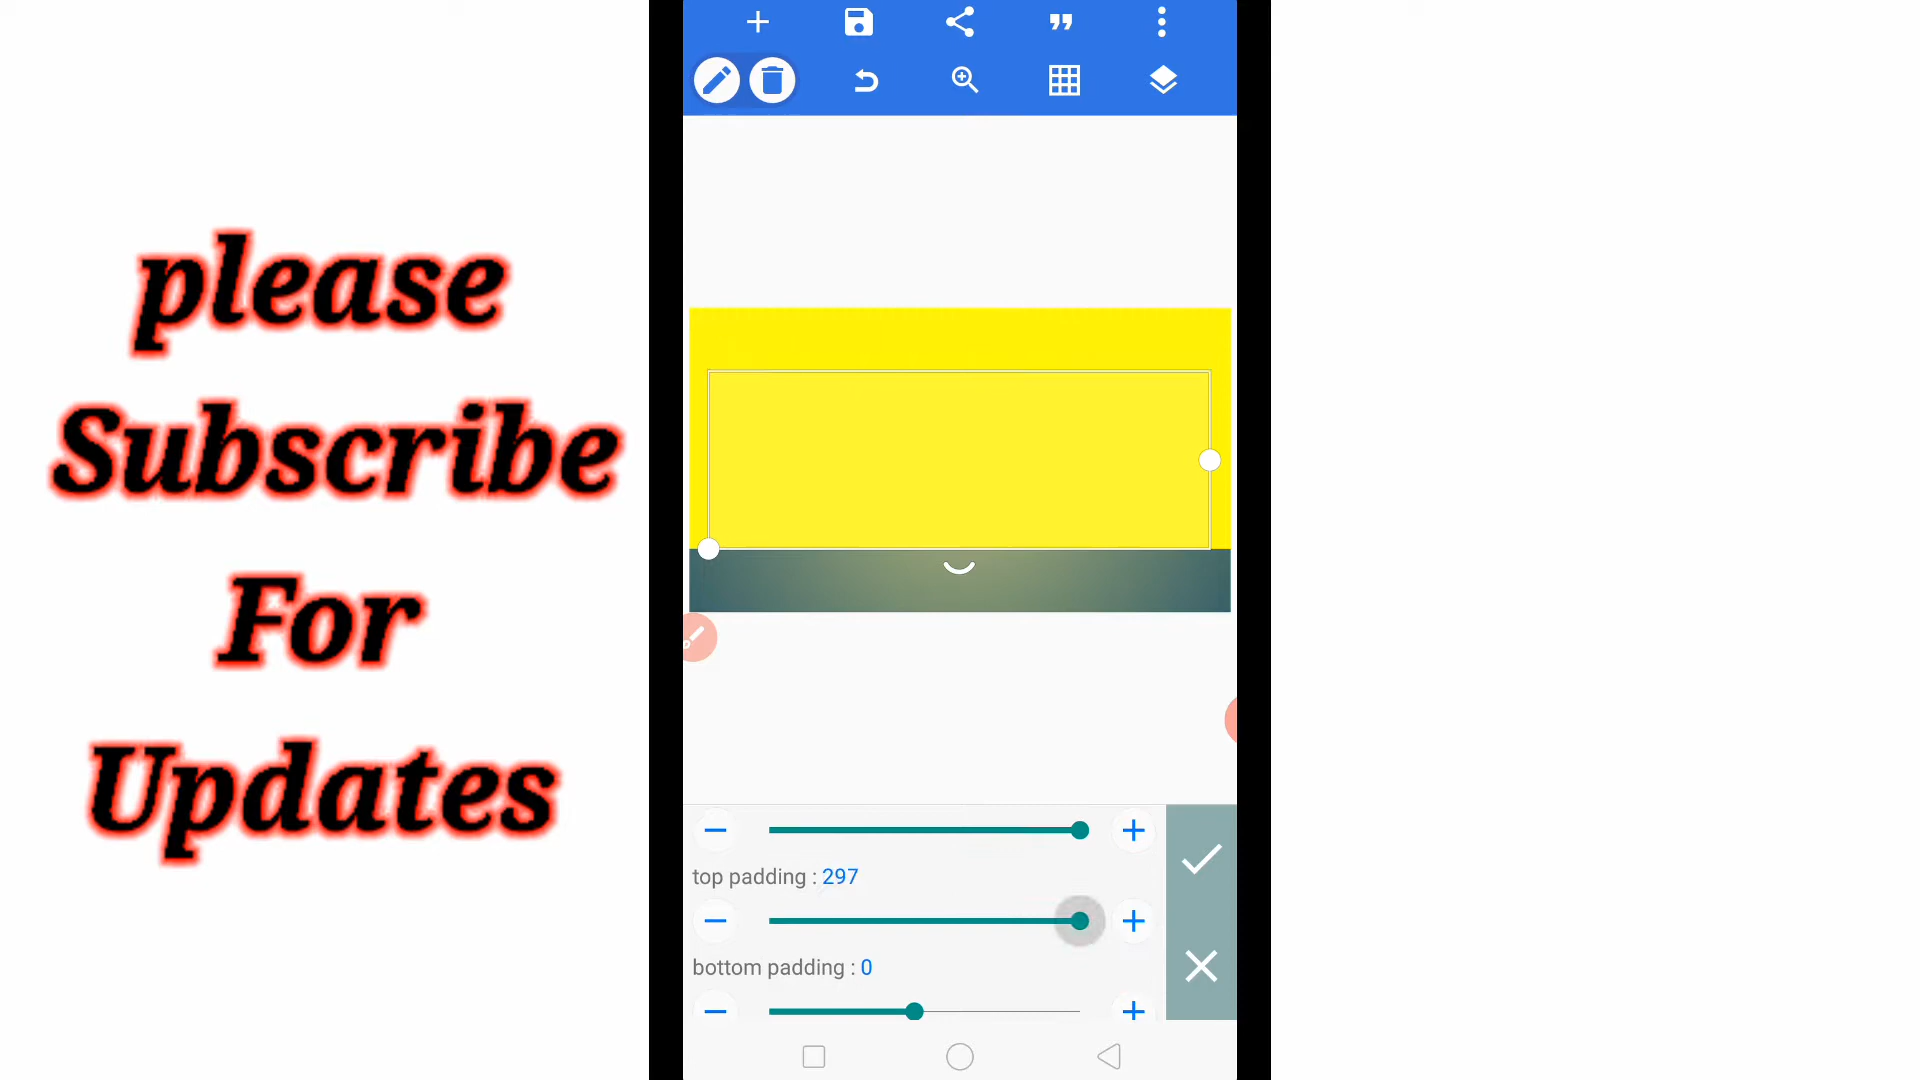 please
Subscribe
For
Updates
top padding : 297
bottom padding : 0